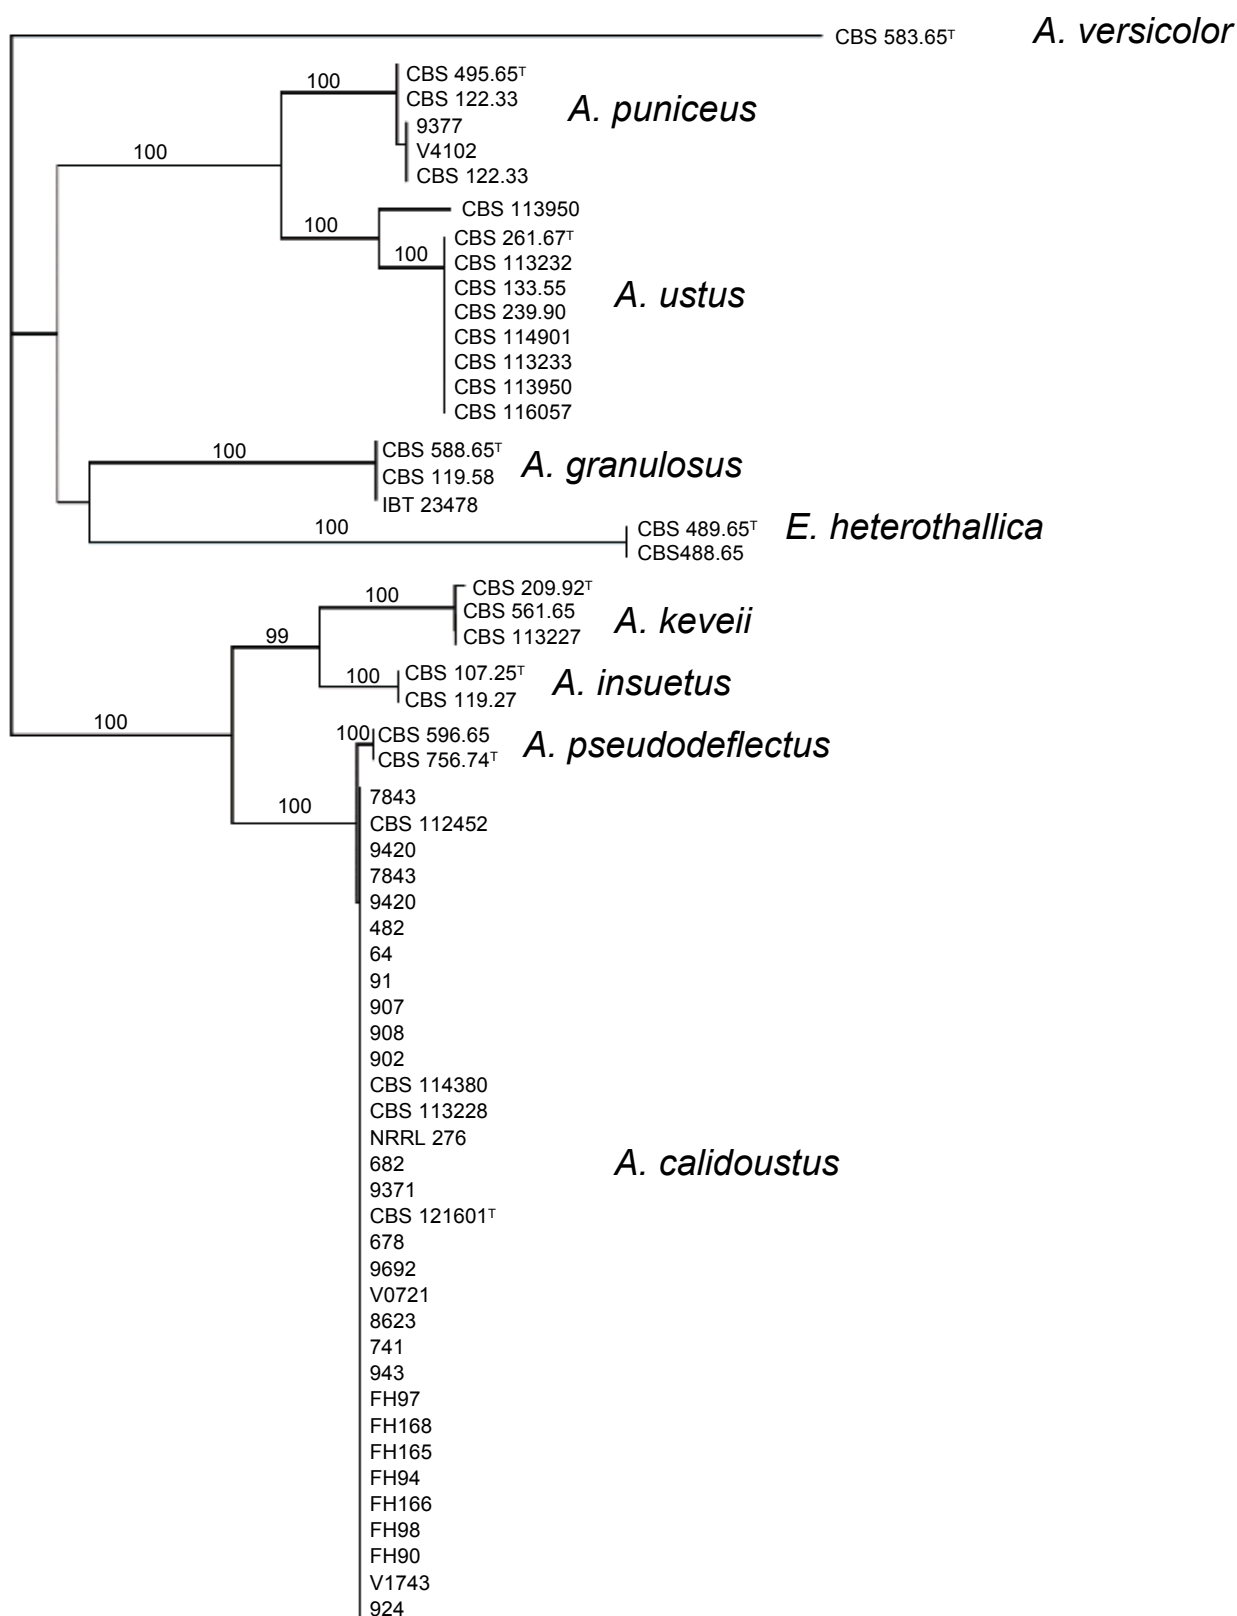 CBS 583.65ᵀ
A. versicolor
100
CBS 495.65ᵀ
CBS 122.33
A. puniceus
9377
V4102
CBS 122.33
100
100
CBS 113950
100
CBS 261.67ᵀ
CBS 113232
CBS 133.55
A. ustus
CBS 239.90
CBS 114901
CBS 113233
CBS 113950
CBS 116057
100
CBS 588.65ᵀ
CBS 119.58
A. granulosus
IBT 23478
100
CBS 489.65ᵀ
E. heterothallica
CBS488.65
100
CBS 209.92ᵀ
CBS 561.65
A. keveii
CBS 113227
99
100
CBS 107.25ᵀ
A. insuetus
CBS 119.27
100
100
CBS 596.65
A. pseudodeflectus
CBS 756.74ᵀ
100
7843
CBS 112452
9420
7843
9420
482
64
91
907
908
902
CBS 114380
CBS 113228
NRRL 276
682
A. calidoustus
9371
CBS 121601ᵀ
678
9692
V0721
8623
741
943
FH97
FH168
FH165
FH94
FH166
FH98
FH90
V1743
924